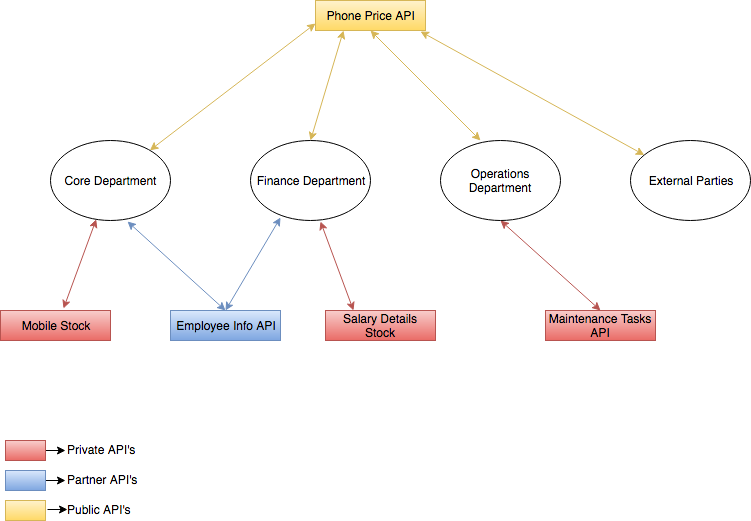 Phone Price API
Core Department
Finance Department
Operations
Department
External Parties
Mobile Stock
Employee Info API
Salary Details
Stock
Maintenance Tasks
API
Private API's
Partner API's
Public API's